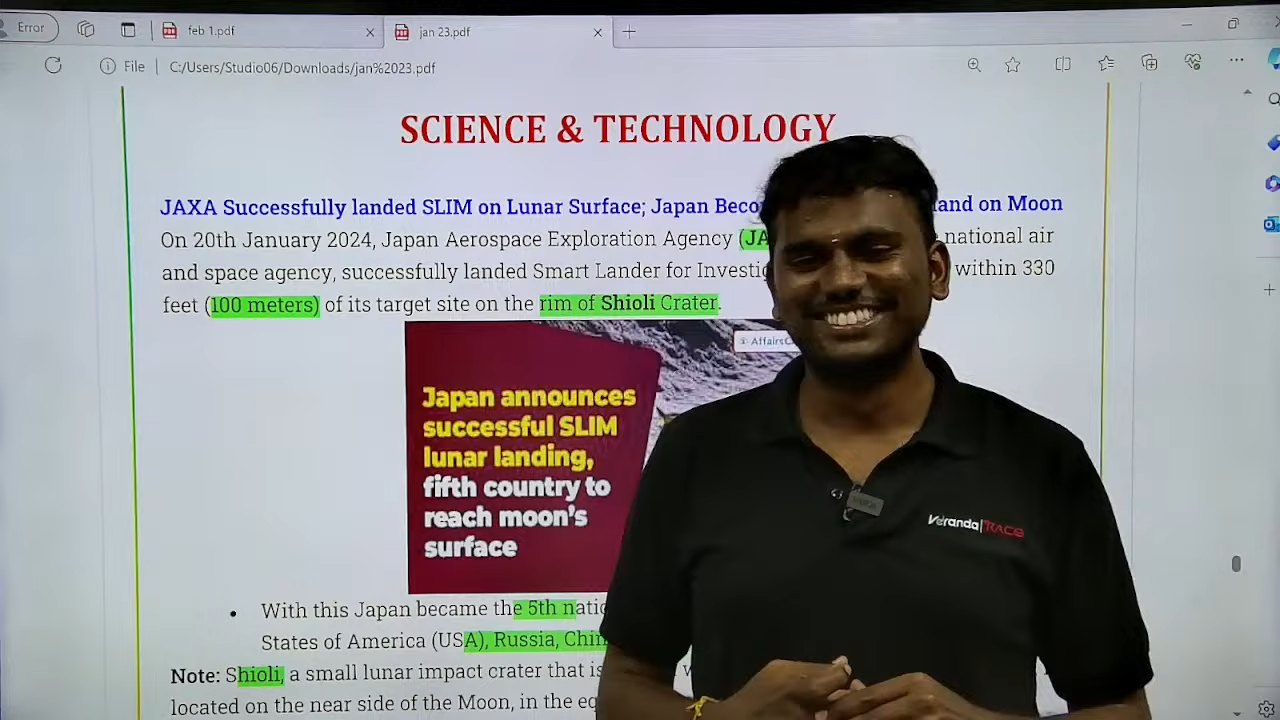 Error
feb 1.pdf
jan 23.pdf
File
C:/Users/Studio06/Downloads/jan%2023.pdf
SCIENCE & TECHNOLOGY
JAXA Successfully landed SLIM on Lunar Surface; Japan Beco and on Moon
On 20th January 2024, Japan Aerospace Exploration Agency (JA national air
and space agency, successfully landed Smart Lander for Investig within 330
feet (100 meters) of its target site on the rim of Shioli Crater.
AffairsC
Japan announces
successful SLIM
lunar landing,
fifth country to
reach moon's
surface
• With this Japan became the 5th natio
States of America (USA), Russia, Chin
Note: Shioli, a small lunar impact crater that is w
located on the near side of the Moon, in the eq
Veranda|RACE